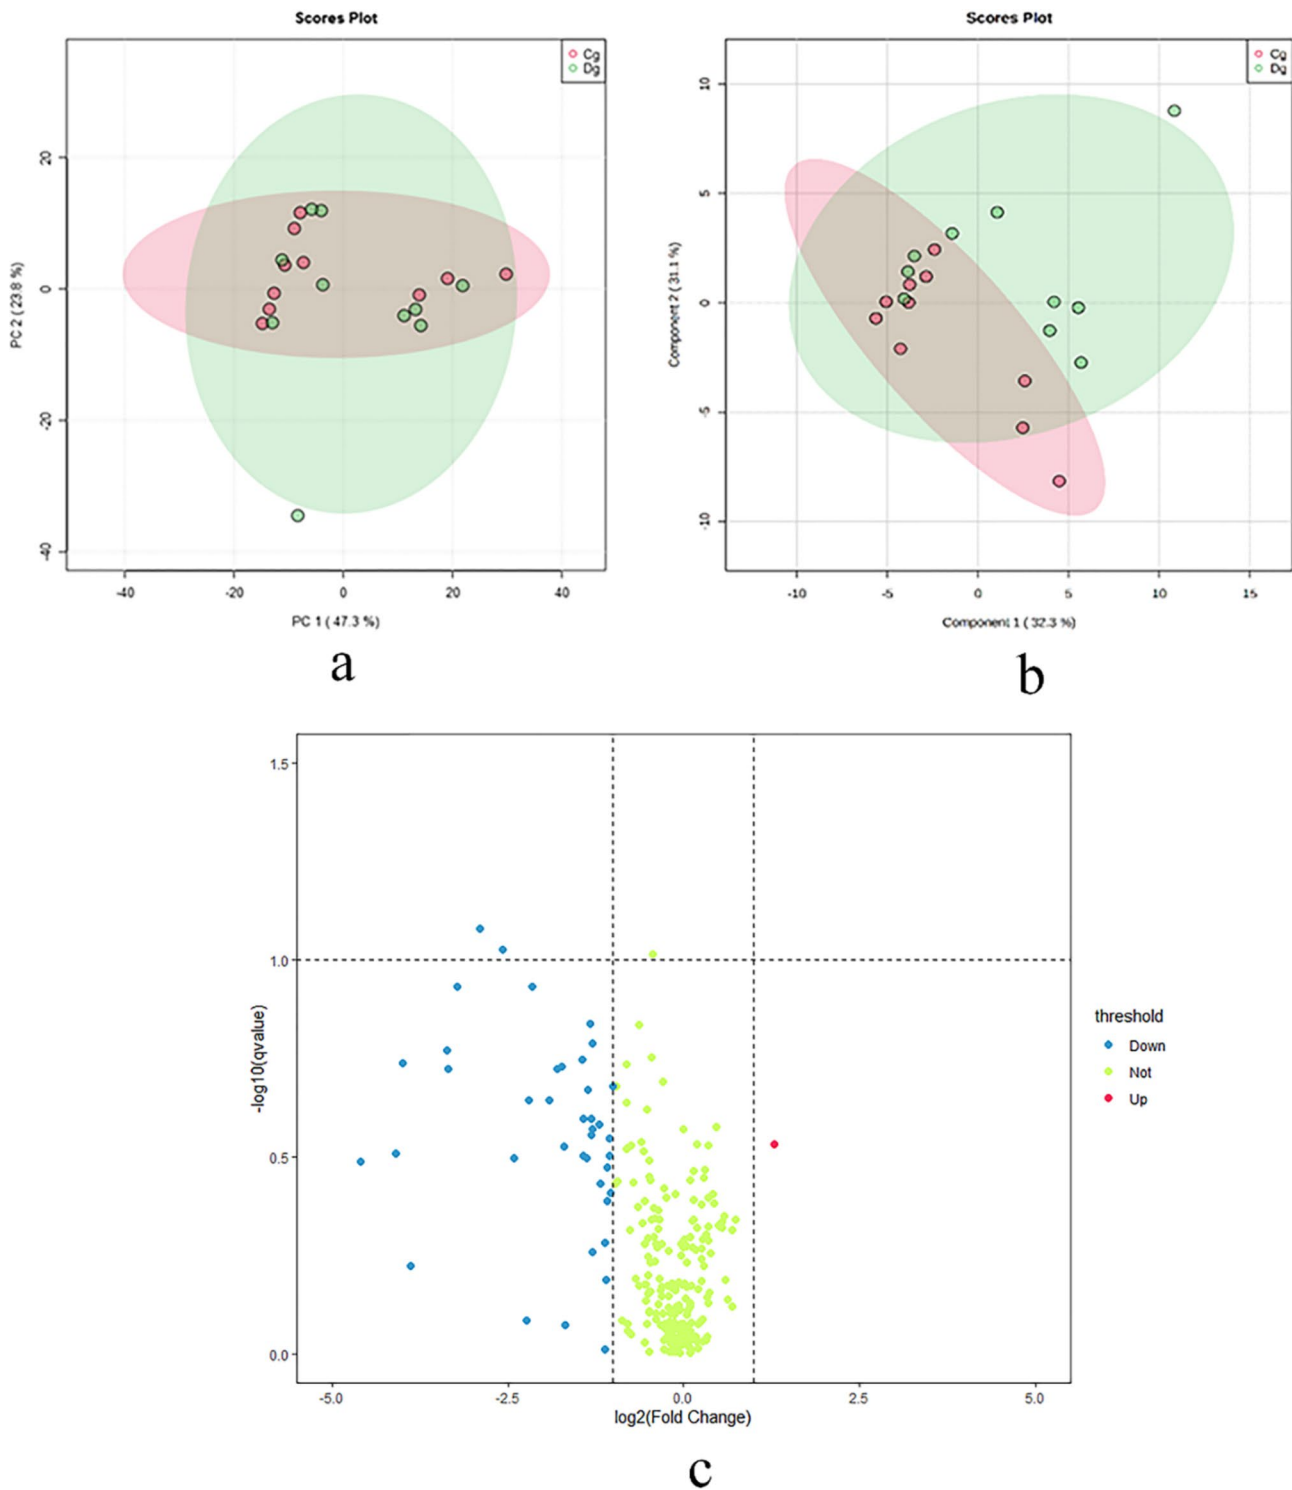 Scores Plot
Cg
Dg
20
0
-20
-40
PC 2 ( 23.8 %)
-40
-20
0
20
40
PC 1 ( 47.3 %)
a
Scores Plot
Cg
Dg
10
5
0
-5
-10
Component 2 ( 31.1 %)
-10
-5
0
5
10
15
Component 1 ( 32.3 %)
b
1.5
1.0
0.5
0.0
-log10(qvalue)
-5.0
-2.5
0.0
2.5
5.0
log2(Fold Change)
threshold
Down
Not
Up
c